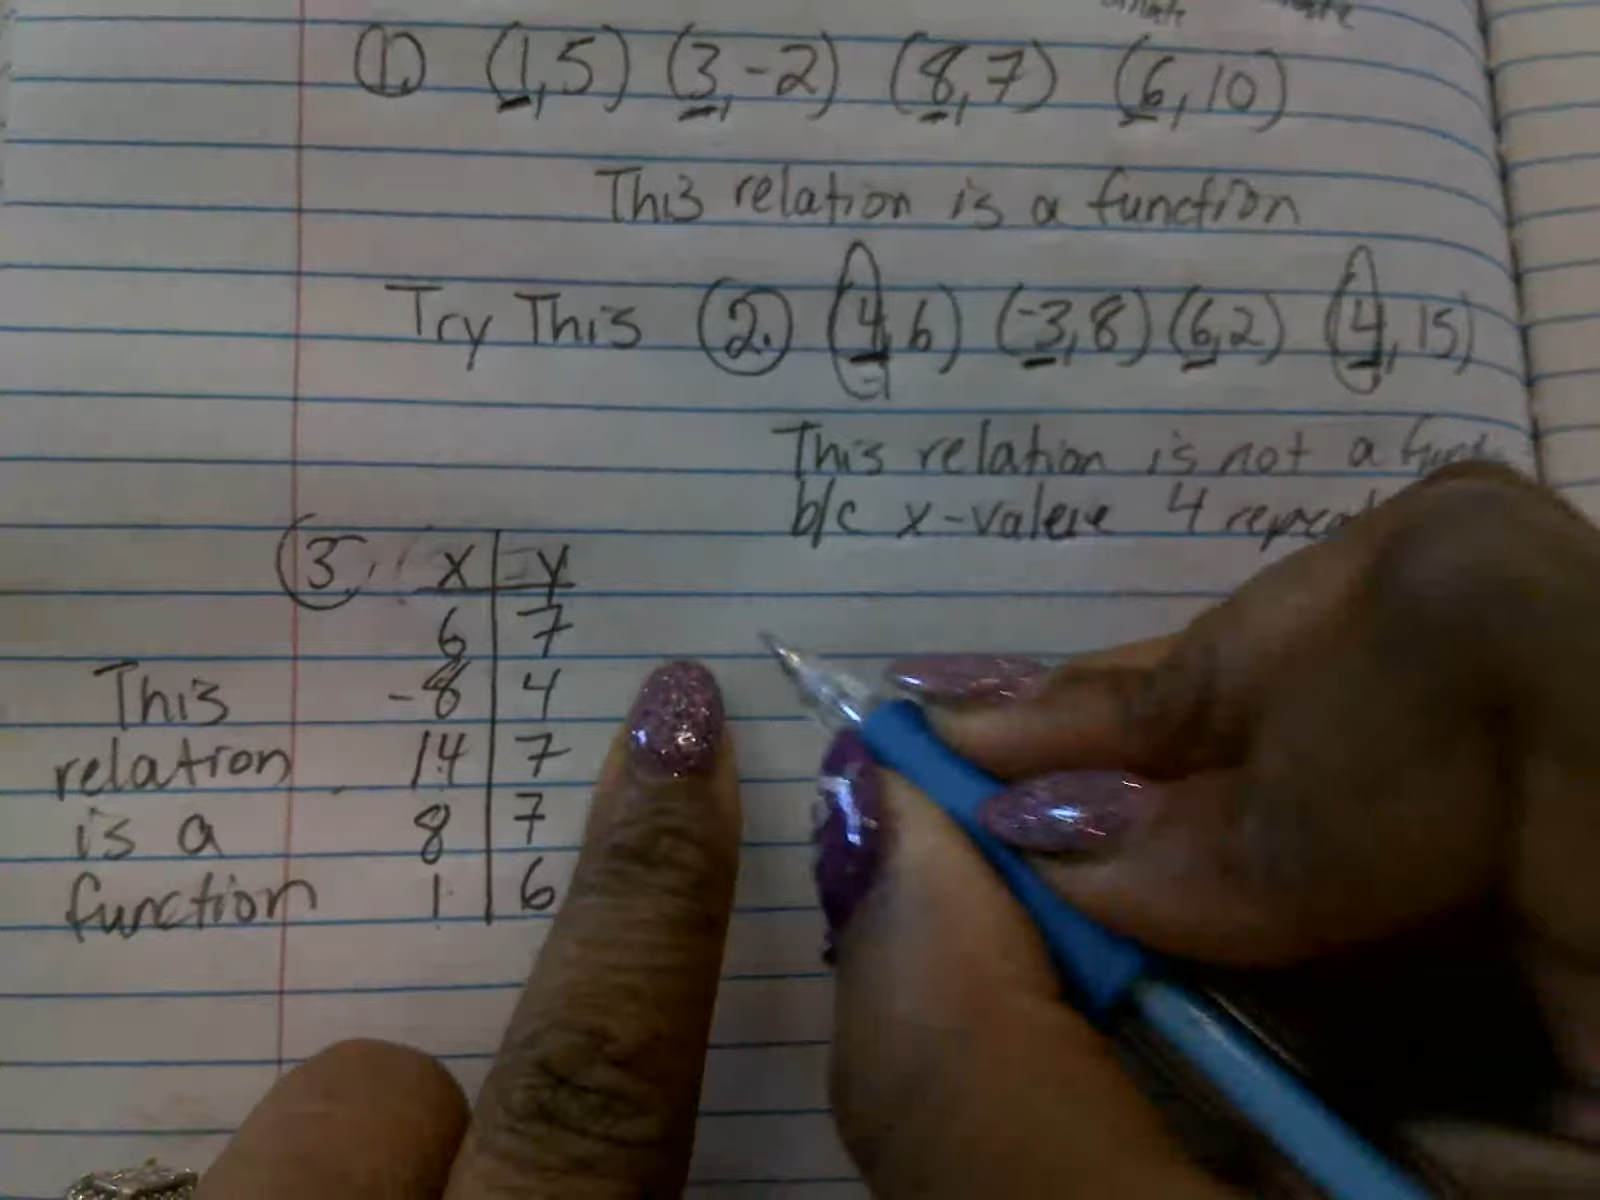 1. (1,5) (3,-2) (8,7) (6,10)
This relation is a function
Try This 2. (4,6) (-3,8) (6,2) (4,15)
This relation is not a
b/c x-value 4
3. x y
6 7
-8 4
14 7
8 7
1 6
This
relation
is a
function